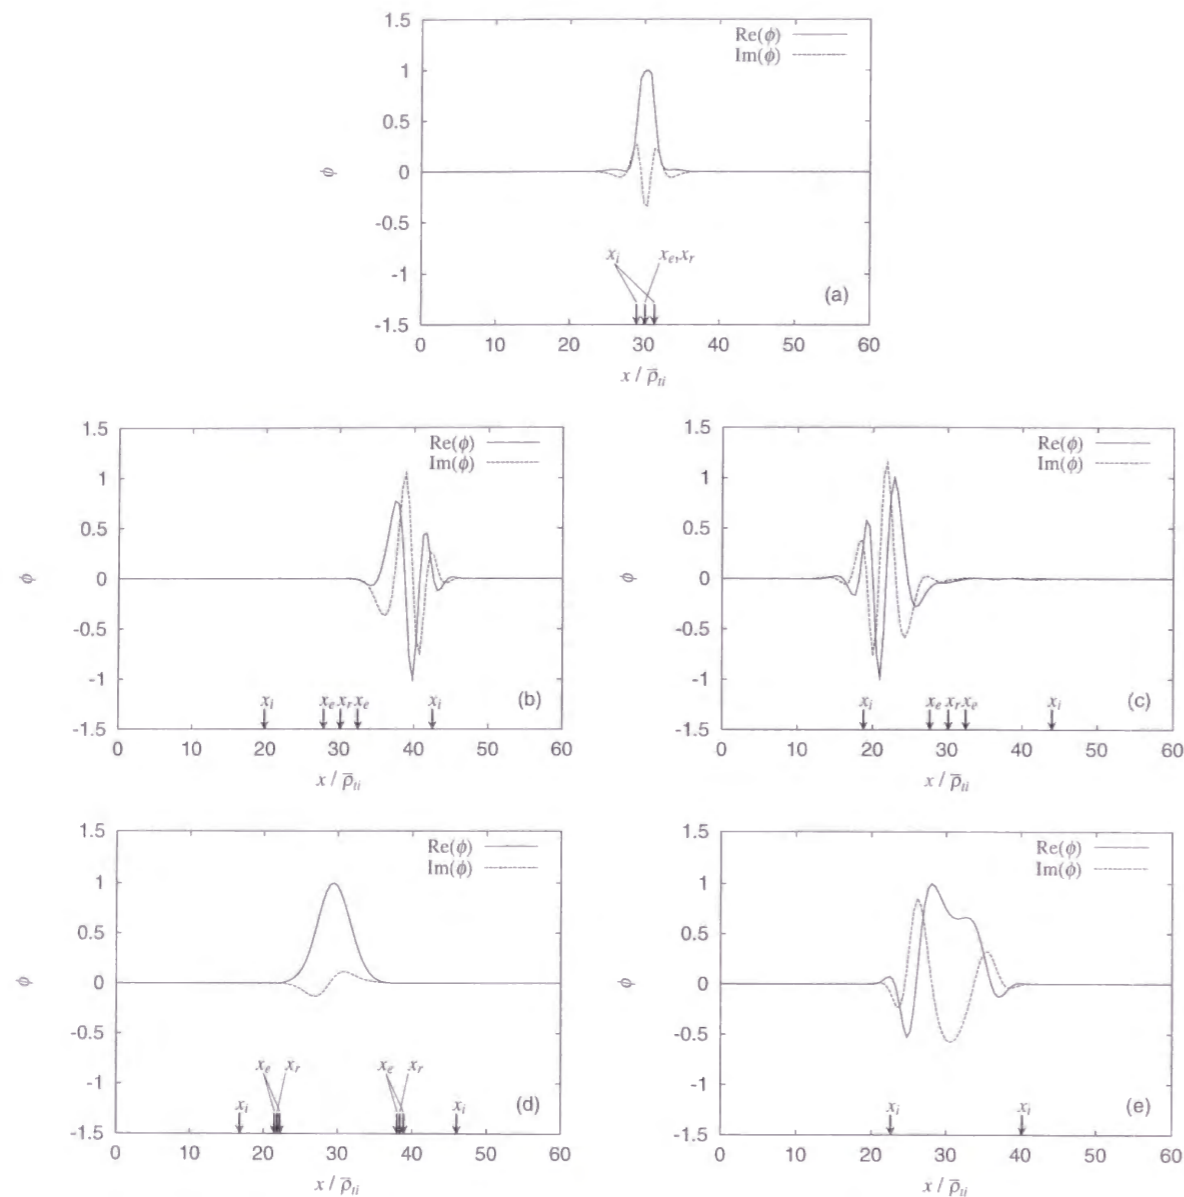 1.5
Re(ϕ)
Im(ϕ)
1
0.5
ϕ
0
-0.5
x_i
x_e,x_r
-1
(a)
-1.5
0 10 20 30 40 50 60
x / ρ̄_ti
1.5
Re(ϕ)
Im(ϕ)
1
0.5
ϕ
0
-0.5
-1
x_i x_e x_r x_e x_i
(b)
-1.5
0 10 20 30 40 50 60
x / ρ̄_ti
1.5
Re(ϕ)
Im(ϕ)
1
0.5
ϕ
0
-0.5
-1
x_i x_e x_r x_e x_i
(c)
-1.5
0 10 20 30 40 50 60
x / ρ̄_ti
1.5
Re(ϕ)
Im(ϕ)
1
0.5
ϕ
0
-0.5
x_e x_r x_e x_r
-1
x_i x_i
(d)
-1.5
0 10 20 30 40 50 60
x / ρ̄_ti
1.5
Re(ϕ)
Im(ϕ)
1
0.5
ϕ
0
-0.5
-1
x_i x_i
(e)
-1.5
0 10 20 30 40 50 60
x / ρ̄_ti